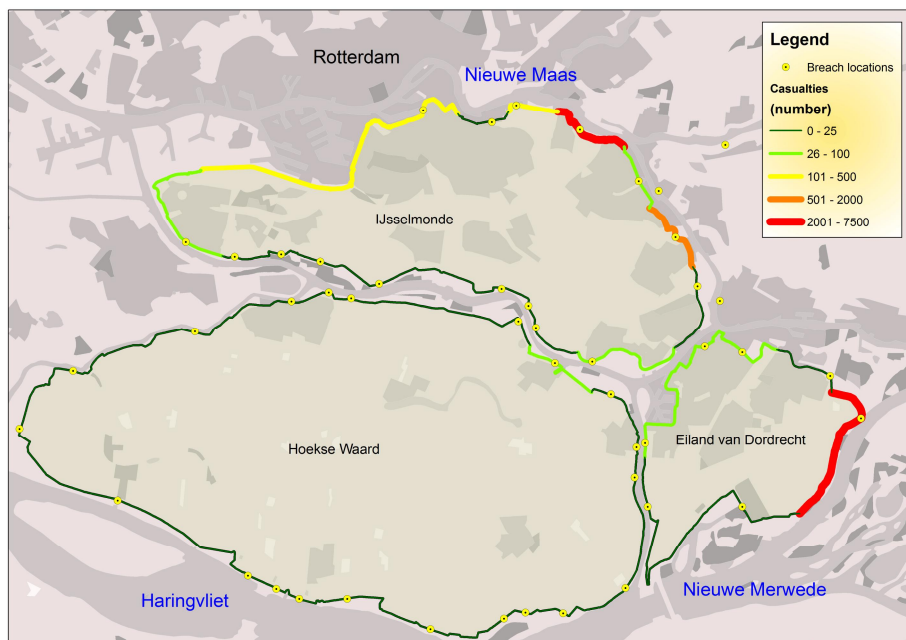 Rotterdam
Nieuwe Maas
IJsselmonde
Hoekse Waard
Eiland van Dordrecht
Haringvliet
Nieuwe Merwede
Legend
Breach locations
Casualties
(number)
0 - 25
26 - 100
101 - 500
501 - 2000
2001 - 7500